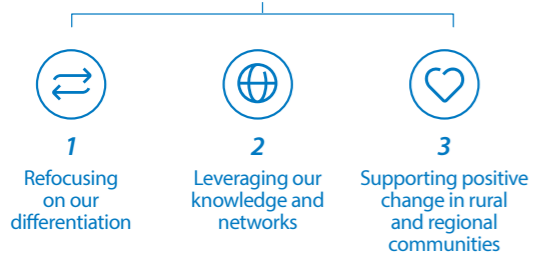 1
Refocusing
on our
differentiation
2
Leveraging our
knowledge and
networks
3
Supporting positive
change in rural
and regional
communities